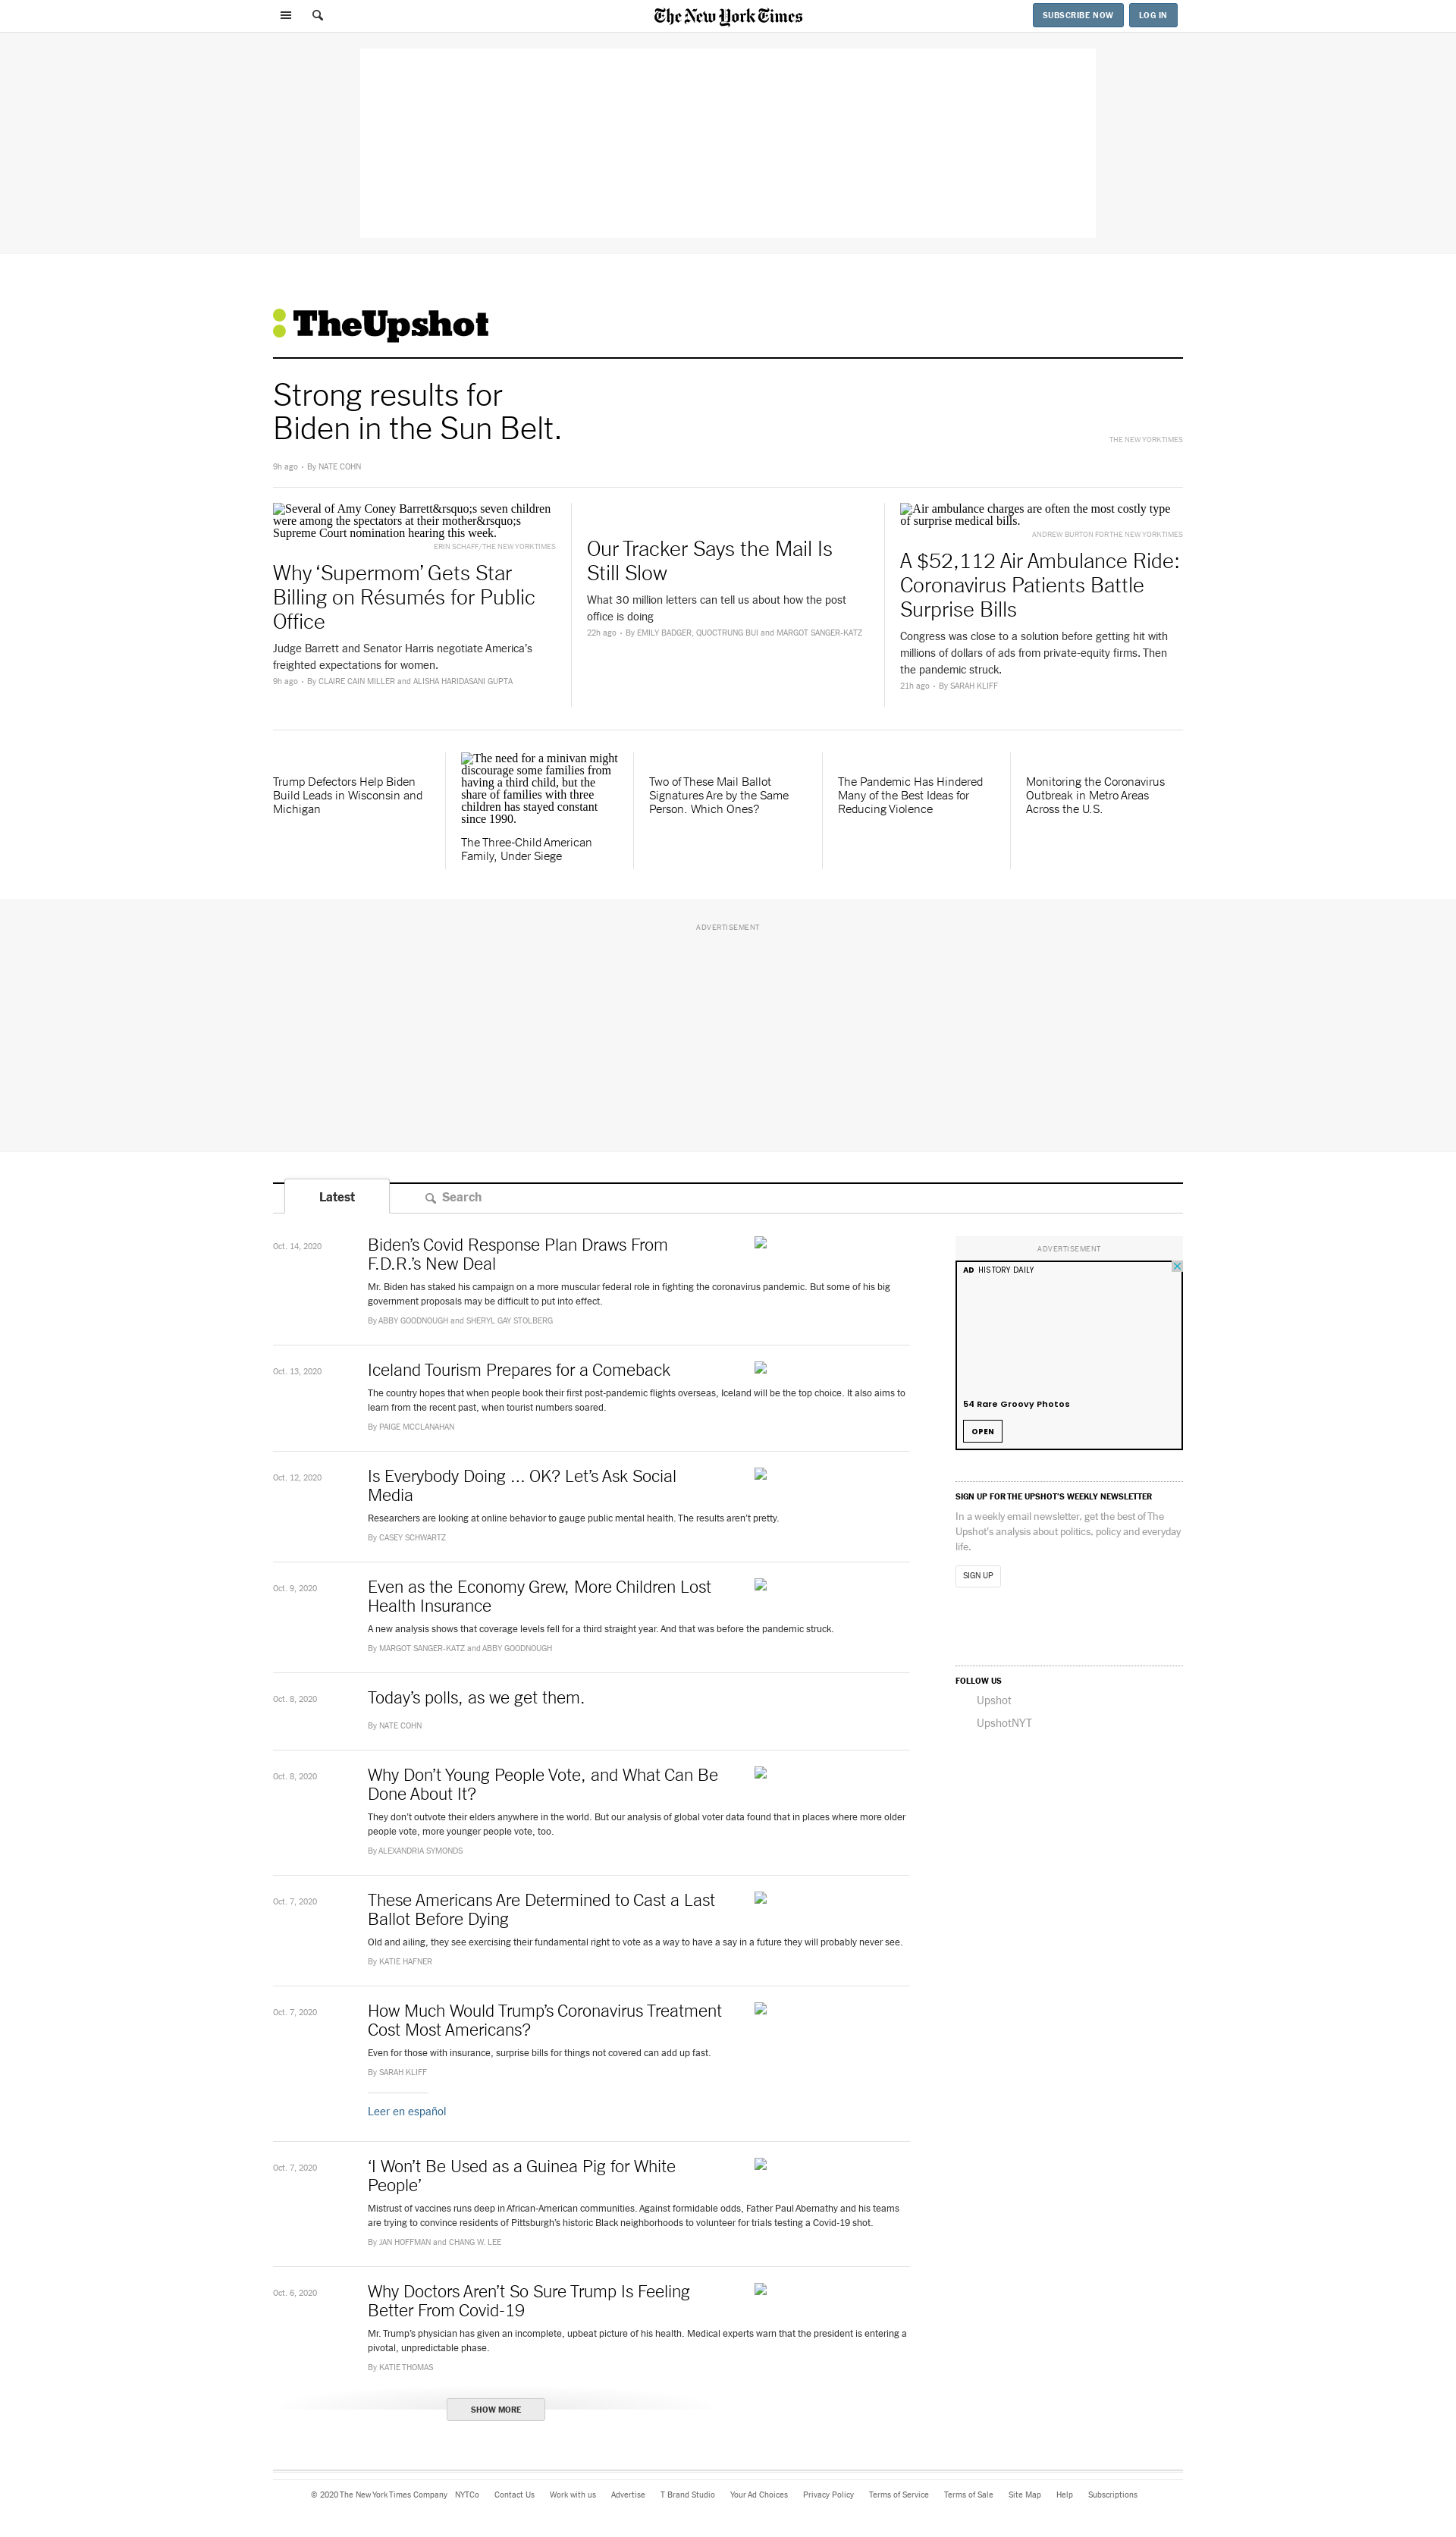 The New York Times
SUBSCRIBE NOW
LOG IN
TheUpshot
Strong results for
Biden in the Sun Belt.
THE NEW YORK TIMES
9h ago • By NATE COHN
Several of Amy Coney Barrett&rsquo;s seven children
were among the spectators at their mother&rsquo;s
Supreme Court nomination hearing this week.
ERIN SCHAFF/THE NEW YORK TIMES
Why ‘Supermom’ Gets Star
Billing on Résumés for Public
Office
Judge Barrett and Senator Harris negotiate America’s
freighted expectations for women.
9h ago • By CLAIRE CAIN MILLER and ALISHA HARIDASANI GUPTA
Our Tracker Says the Mail Is
Still Slow
What 30 million letters can tell us about how the post
office is doing
22h ago • By EMILY BADGER, QUOCTRUNG BUI and MARGOT SANGER-KATZ
Air ambulance charges are often the most costly type
of surprise medical bills.
ANDREW BURTON FOR THE NEW YORK TIMES
A $52,112 Air Ambulance Ride:
Coronavirus Patients Battle
Surprise Bills
Congress was close to a solution before getting hit with
millions of dollars of ads from private-equity firms. Then
the pandemic struck.
21h ago • By SARAH KLIFF
Trump Defectors Help Biden
Build Leads in Wisconsin and
Michigan
The need for a minivan might
discourage some families from
having a third child, but the
share of families with three
children has stayed constant
since 1990.
The Three-Child American
Family, Under Siege
Two of These Mail Ballot
Signatures Are by the Same
Person. Which Ones?
The Pandemic Has Hindered
Many of the Best Ideas for
Reducing Violence
Monitoring the Coronavirus
Outbreak in Metro Areas
Across the U.S.
ADVERTISEMENT
Latest
Search
Oct. 14, 2020
Biden’s Covid Response Plan Draws From
F.D.R.’s New Deal
Mr. Biden has staked his campaign on a more muscular federal role in fighting the coronavirus pandemic. But some of his big
government proposals may be difficult to put into effect.
By ABBY GOODNOUGH and SHERYL GAY STOLBERG
Oct. 13, 2020
Iceland Tourism Prepares for a Comeback
The country hopes that when people book their first post-pandemic flights overseas, Iceland will be the top choice. It also aims to
learn from the recent past, when tourist numbers soared.
By PAIGE MCCLANAHAN
Oct. 12, 2020
Is Everybody Doing ... OK? Let’s Ask Social
Media
Researchers are looking at online behavior to gauge public mental health. The results aren’t pretty.
By CASEY SCHWARTZ
Oct. 9, 2020
Even as the Economy Grew, More Children Lost
Health Insurance
A new analysis shows that coverage levels fell for a third straight year. And that was before the pandemic struck.
By MARGOT SANGER-KATZ and ABBY GOODNOUGH
Oct. 8, 2020
Today’s polls, as we get them.
By NATE COHN
Oct. 8, 2020
Why Don’t Young People Vote, and What Can Be
Done About It?
They don’t outvote their elders anywhere in the world. But our analysis of global voter data found that in places where more older
people vote, more younger people vote, too.
By ALEXANDRIA SYMONDS
Oct. 7, 2020
These Americans Are Determined to Cast a Last
Ballot Before Dying
Old and ailing, they see exercising their fundamental right to vote as a way to have a say in a future they will probably never see.
By KATIE HAFNER
Oct. 7, 2020
How Much Would Trump’s Coronavirus Treatment
Cost Most Americans?
Even for those with insurance, surprise bills for things not covered can add up fast.
By SARAH KLIFF
Leer en español
Oct. 7, 2020
‘I Won’t Be Used as a Guinea Pig for White
People’
Mistrust of vaccines runs deep in African-American communities. Against formidable odds, Father Paul Abernathy and his teams
are trying to convince residents of Pittsburgh’s historic Black neighborhoods to volunteer for trials testing a Covid-19 shot.
By JAN HOFFMAN and CHANG W. LEE
Oct. 6, 2020
Why Doctors Aren’t So Sure Trump Is Feeling
Better From Covid-19
Mr. Trump’s physician has given an incomplete, upbeat picture of his health. Medical experts warn that the president is entering a
pivotal, unpredictable phase.
By KATIE THOMAS
SHOW MORE
ADVERTISEMENT
AD HISTORY DAILY
54 Rare Groovy Photos
OPEN
SIGN UP FOR THE UPSHOT’S WEEKLY NEWSLETTER
In a weekly email newsletter, get the best of The
Upshot’s analysis about politics, policy and everyday
life.
SIGN UP
FOLLOW US
Upshot
UpshotNYT
© 2020 The New York Times Company NYTCo Contact Us Work with us Advertise T Brand Studio Your Ad Choices Privacy Policy Terms of Service Terms of Sale Site Map Help Subscriptions